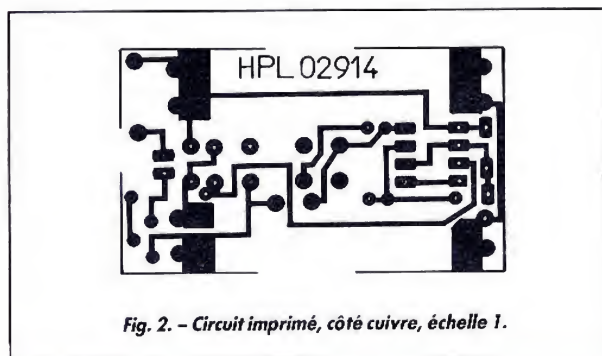 HPL 02914
Fig. 2. – Circuit imprimé, côté cuivre, échelle 1.